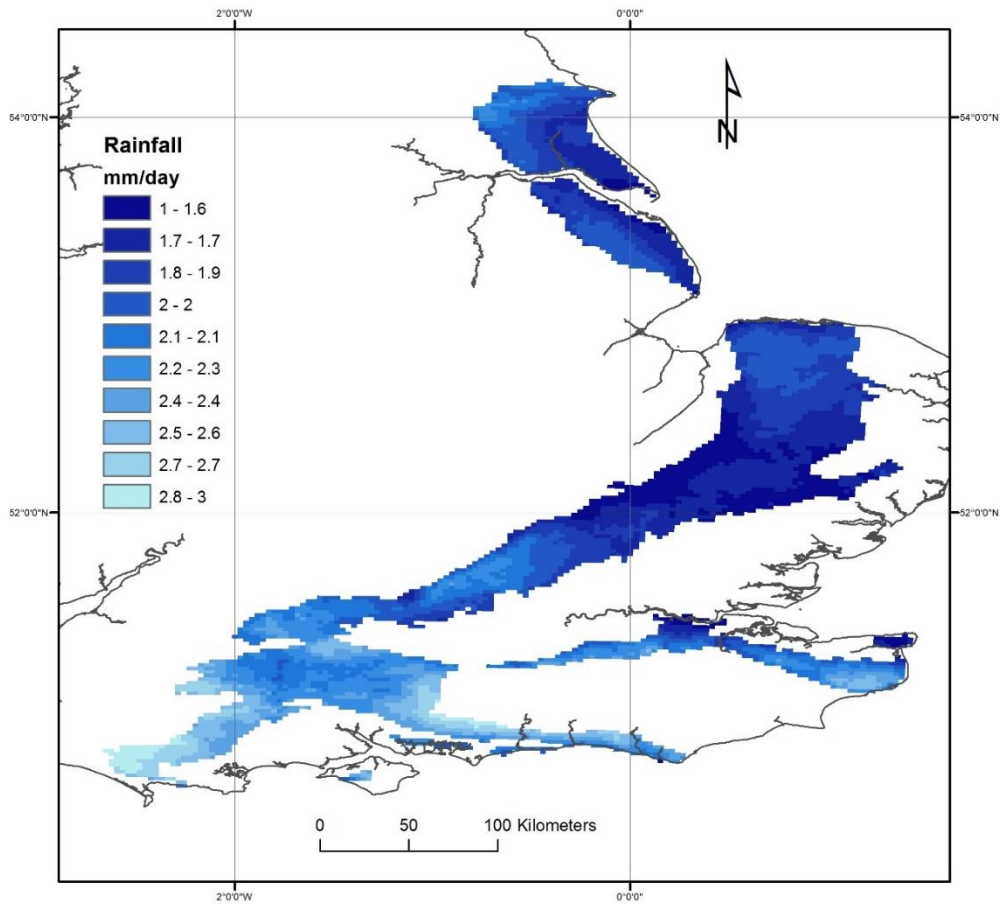 2°0'0"W 0°0'0"
54°0'0"N 54°0'0"N
N
Rainfall
mm/day
1 - 1.6
1.7 - 1.7
1.8 - 1.9
2 - 2
2.1 - 2.1
2.2 - 2.3
2.4 - 2.4
2.5 - 2.6
2.7 - 2.7
2.8 - 3
52°0'0"N 52°0'0"N
0 50 100 Kilometers
2°0'0"W 0°0'0"